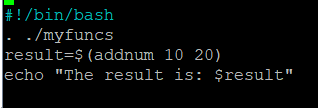 #!/bin/bash
. ./myfuncs
result=$(addnum 10 20)
echo "The result is: $result"